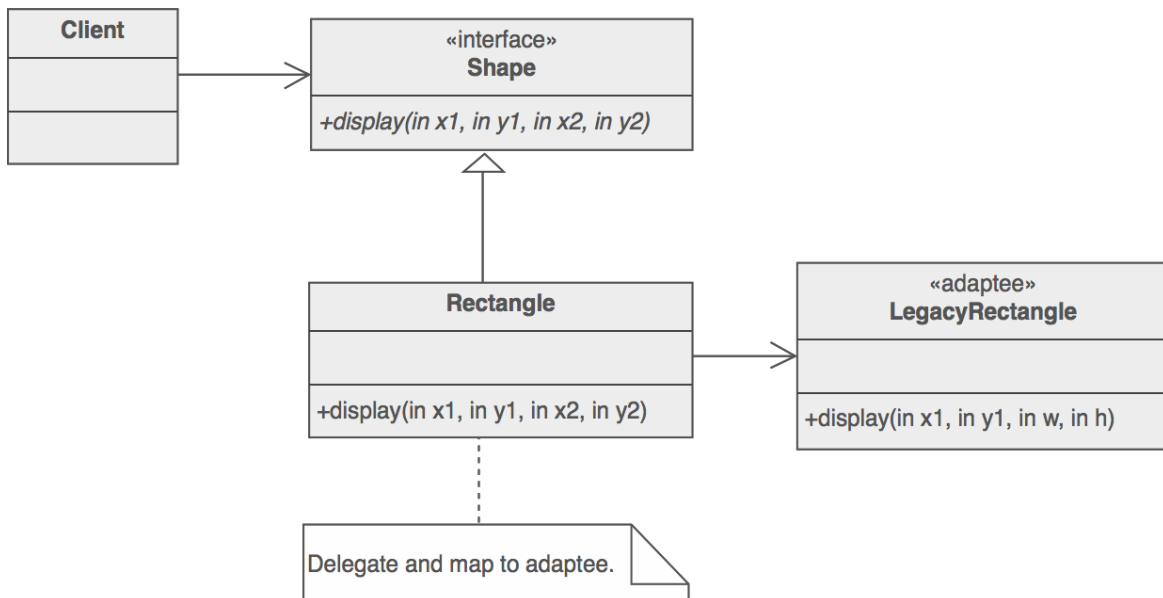 Client
«interface»
Shape
+display(in x1, in y1, in x2, in y2)
Rectangle
+display(in x1, in y1, in x2, in y2)
«adaptee»
LegacyRectangle
+display(in x1, in y1, in w, in h)
Delegate and map to adaptee.